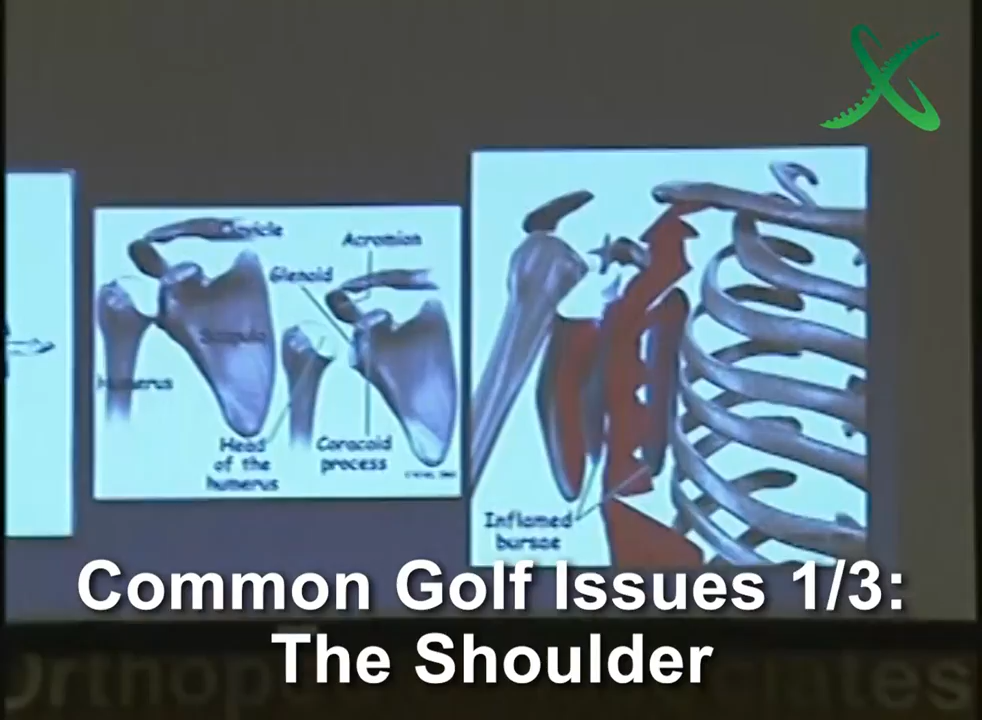 Clavicle
Acromian
Glenoid
Scapula
Humerus
Head
of the
humerus
Coracoid
process
Inflamed
bursae
Common Golf Issues 1/3:
The Shoulder